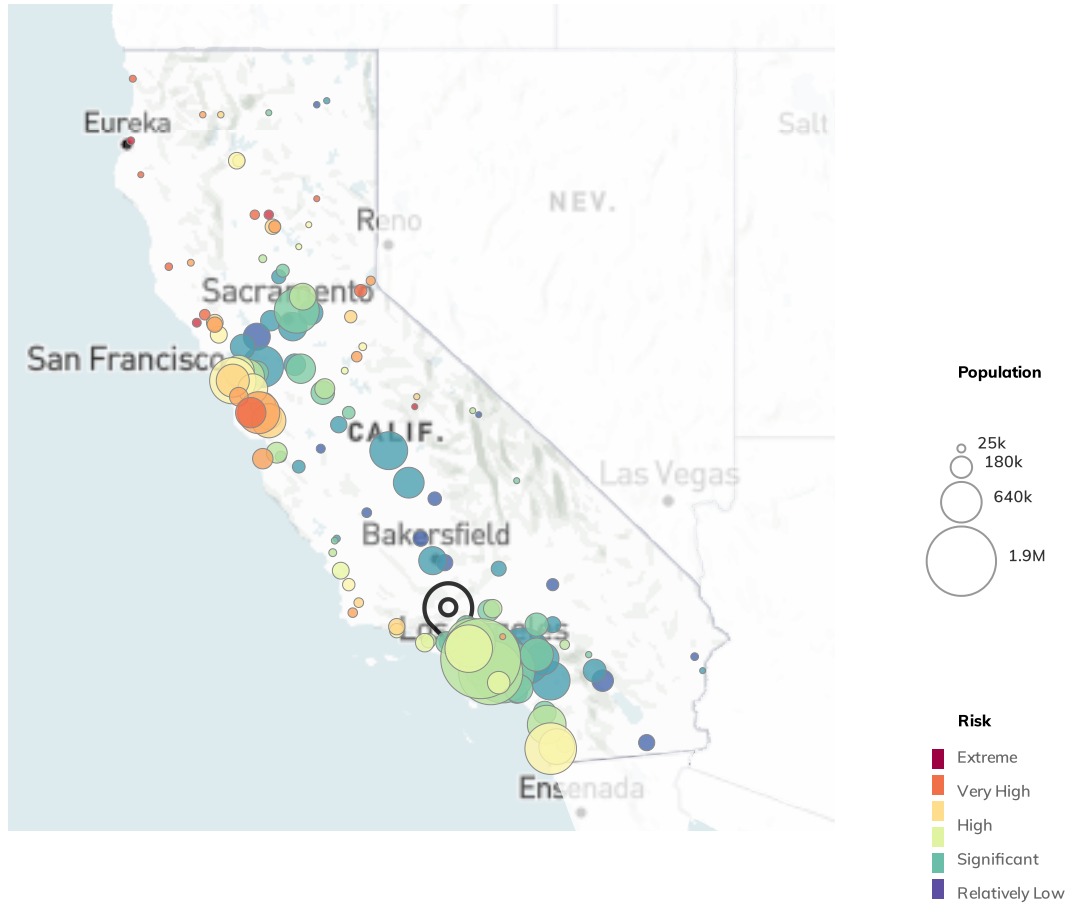 Eureka
Salt
NEV.
Reno
Sacramento
San Francisco
CALIF.
Las Vegas
Bakersfield
Los Angeles
Ensenada
Population
25k
180k
640k
1.9M
Risk
Extreme
Very High
High
Significant
Relatively Low